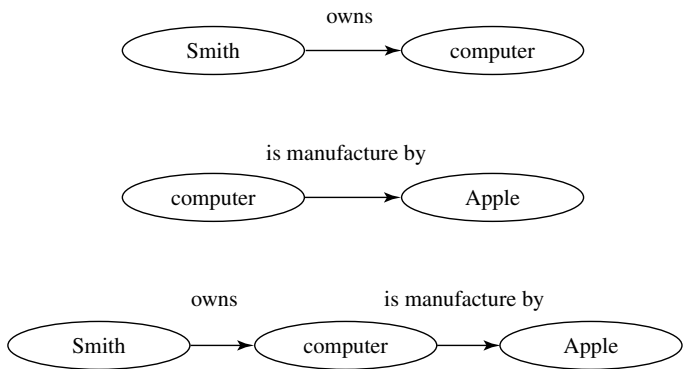 owns
Smith computer
is manufacture by
computer Apple
owns is manufacture by
Smith computer Apple